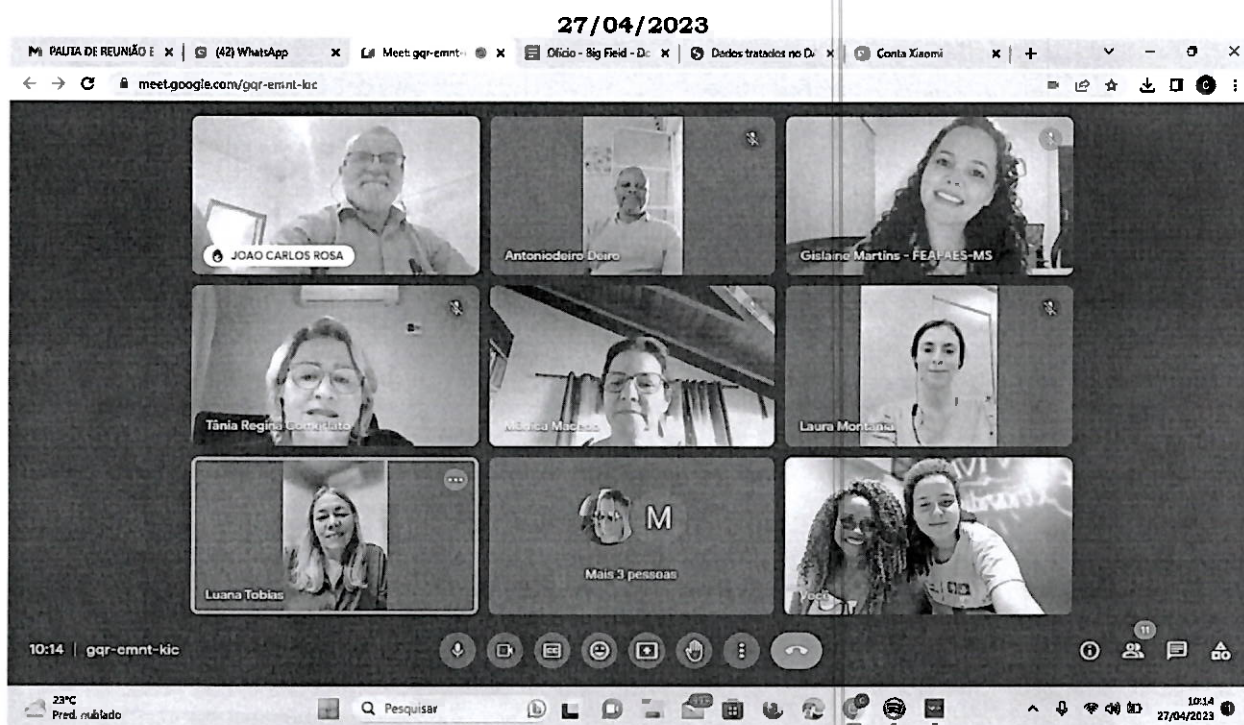 27/04/2023
PAUTA DE REUNIÃO E
(42) WhatsApp
Meet: gqr-emnt-
Ofício - Big Field - Do
Dados tratados no D
Conta Xiaomi
meet.google.com/gqr-emnt-kic
JOAO CARLOS ROSA
Antoniodeiro Deiro
Gislaine Martins - FEAPAES-MS
Tânia Regina
Mônica Macedo
Laura Montania
Luana Tobias
M
Mais 3 pessoas
Você
10:14 | gqr-emnt-kic
11
23°C
Pred. nublado
Pesquisar
10:14
27/04/2023